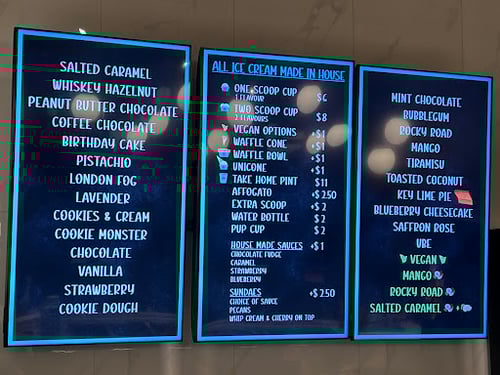 SALTED CARAMEL
WHISKEY HAZELNUT
PEANUT BUTTER CHOCOLATE
COFFEE CHOCOLATE
BIRTHDAY CAKE
PISTACHIO
LONDON FOG
LAVENDER
COOKIES & CREAM
COOKIE MONSTER
CHOCOLATE
VANILLA
STRAWBERRY
COOKIE DOUGH
ALL ICE CREAM MADE IN HOUSE
ONE SCOOP CUP $6
1 FLAVOUR
TWO SCOOP CUP $8
2 FLAVOURS
VEGAN OPTIONS +$1
WAFFLE CONE +$1
WAFFLE BOWL +$1
UNICONE +$1
TAKE HOME PINT $11
AFFOGATO +$2.50
EXTRA SCOOP +$2
WATER BOTTLE $2
PUP CUP $2
HOUSE MADE SAUCES +$1
CHOCOLATE FUDGE
CARAMEL
STRAWBERRY
BLUEBERRY
SUNDAES +$2.50
CHOICE OF SAUCE
PECANS
WHIP CREAM & CHERRY ON TOP
MINT CHOCOLATE
BUBBLEGUM
ROCKY ROAD
MANGO
TIRAMISU
TOASTED COCONUT
KEY LIME PIE
BLUEBERRY CHEESECAKE
SAFFRON ROSE
UBE
VEGAN
MANGO
ROCKY ROAD
SALTED CARAMEL +